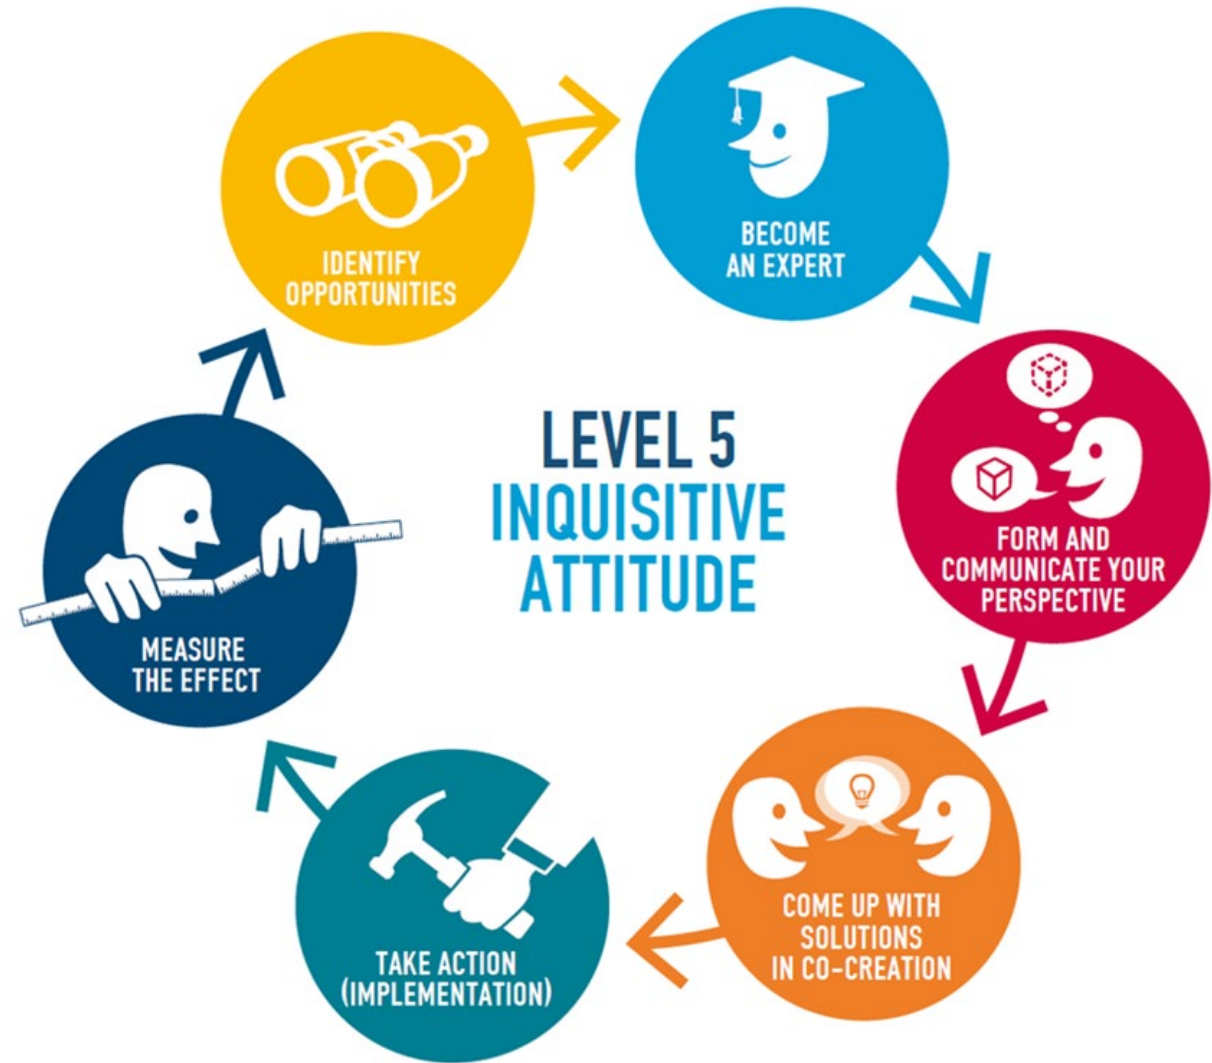 IDENTIFY
OPPORTUNITIES
BECOME
AN EXPERT
FORM AND
COMMUNICATE YOUR
PERSPECTIVE
COME UP WITH
SOLUTIONS
IN CO-CREATION
TAKE ACTION
(IMPLEMENTATION)
MEASURE
THE EFFECT
LEVEL 5
INQUISITIVE
ATTITUDE